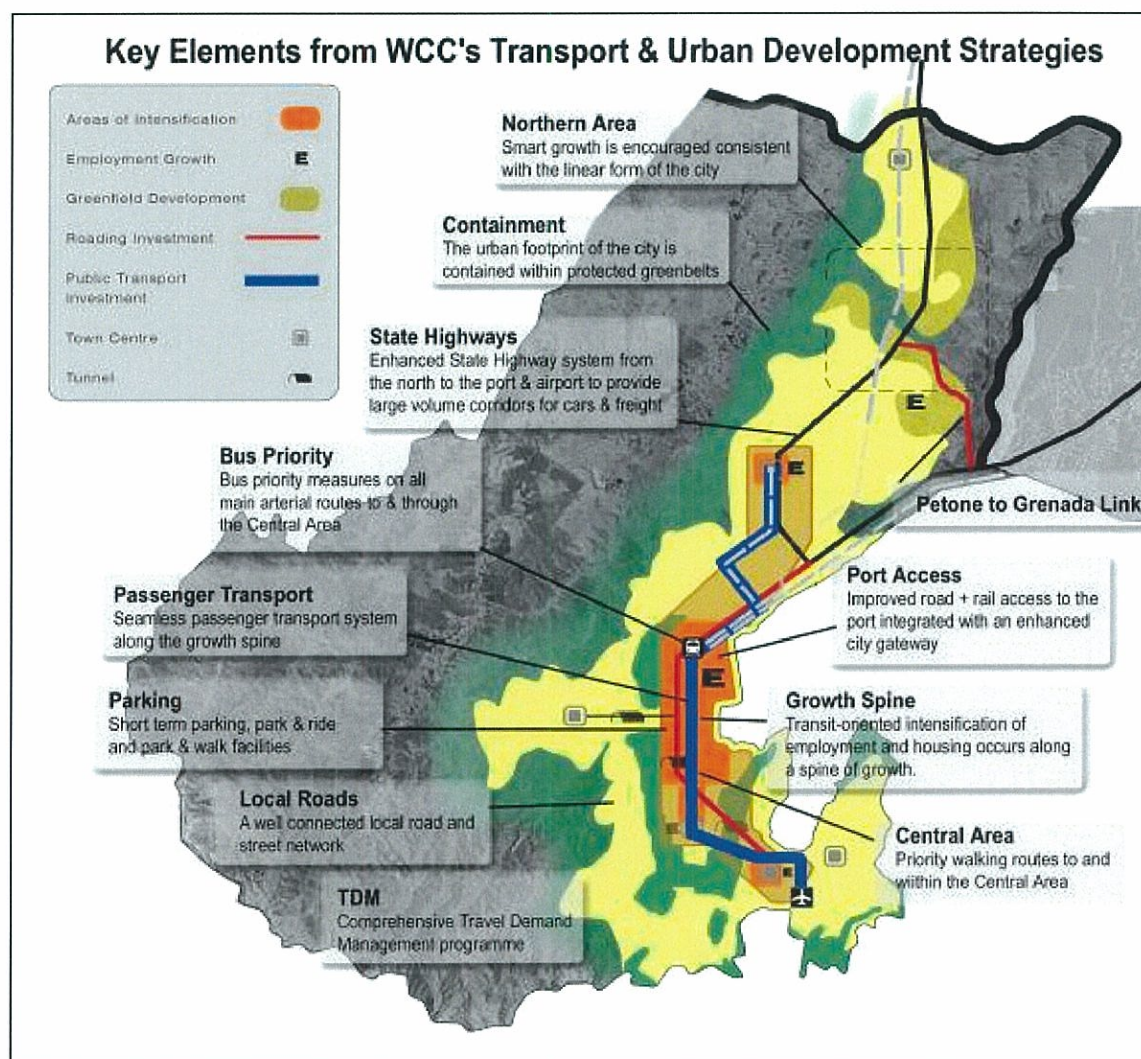 Key Elements from WCC's Transport & Urban Development Strategies
Areas of Intensification
Employment Growth
E
Greenfield Development
Roading Investment
Public Transport
Investment
Town Centre
Tunnel
Northern Area
Smart growth is encouraged consistent
with the linear form of the city
Containment
The urban footprint of the city is
contained within protected greenbelts
State Highways
Enhanced State Highway system from
the north to the port & airport to provide
large volume corridors for cars & freight
E
Bus Priority
Bus priority measures on all
main arterial routes to & through
the Central Area
E
Petone to Grenada Link
Passenger Transport
Seamless passenger transport system
along the growth spine
Port Access
Improved road + rail access to the
port integrated with an enhanced
city gateway
E
Parking
Short term parking, park & ride
and park & walk facilities
Growth Spine
Transit-oriented intensification of
employment and housing occurs along
a spine of growth.
Local Roads
A well connected local road and
street network
E
Central Area
Priority walking routes to and
wiithin the Central Area
E
TDM
Comprehensive Travel Demand
Management programme